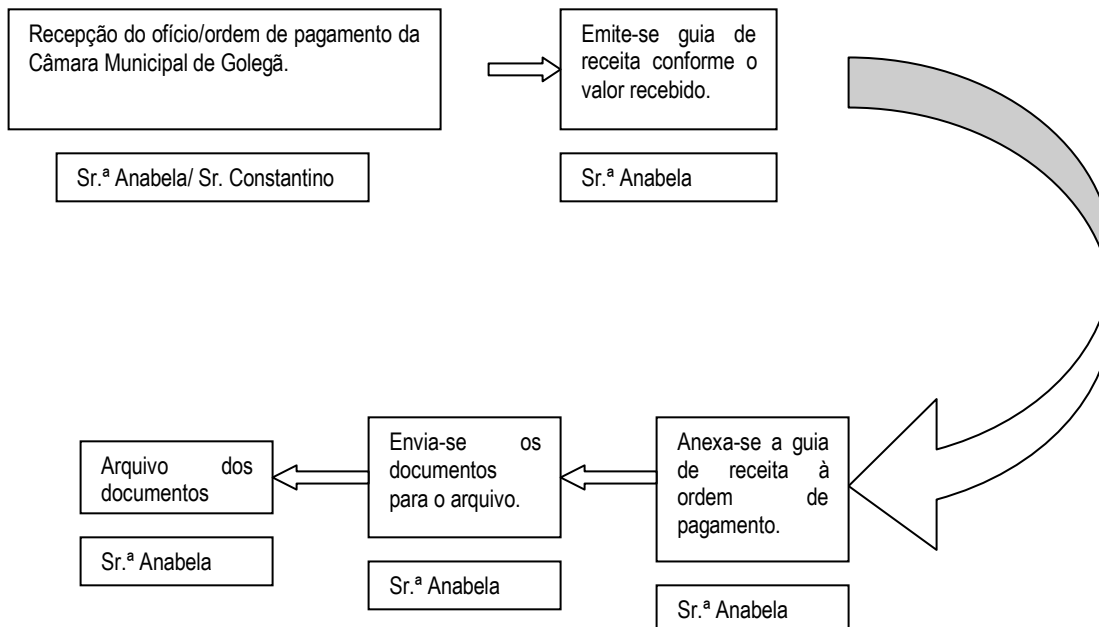 Recepção do ofício/ordem de pagamento da
Câmara Municipal de Golegã.
Sr.ª Anabela/ Sr. Constantino
Emite-se guia de
receita conforme o
valor recebido.
Sr.ª Anabela
Anexa-se a guia
de receita à
ordem de
pagamento.
Sr.ª Anabela
Envia-se os
documentos
para o arquivo.
Sr.ª Anabela
Arquivo dos
documentos
Sr.ª Anabela